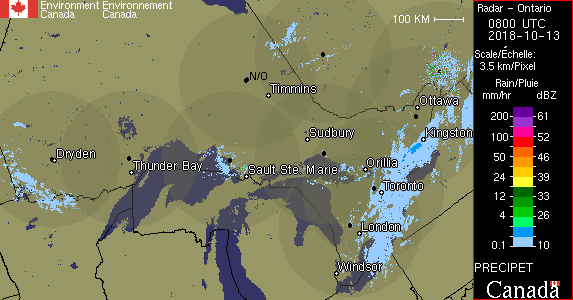 Environment Environnement
Canada Canada
100 KM
N/O
Timmins
Ottawa
Sudbury
Kingston
Dryden
Thunder Bay
Sault Ste. Marie
Orillia
Toronto
London
Windsor
Radar - Ontario
0800 UTC
2018-10-13
Scale/Échelle:
3.5 km/Pixel
Rain/Pluie
mm/hr dBZ
200 61
100 52
50 46
24 39
12 33
4 26
0.1 10
PRECIPET
Canada